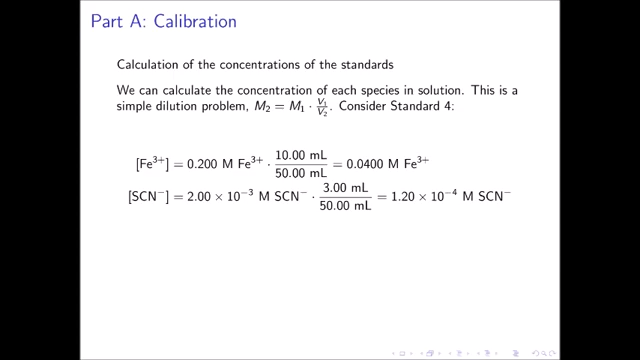 Part A: Calibration
Calculation of the concentrations of the standards
We can calculate the concentration of each species in solution. This is a
simple dilution problem, M₂ = M₁ · V₁/V₂. Consider Standard 4:
[Fe³⁺] = 0.200 M Fe³⁺ · 10.00 mL/50.00 mL = 0.0400 M Fe³⁺
[SCN⁻] = 2.00 × 10⁻³ M SCN⁻ · 3.00 mL/50.00 mL = 1.20 × 10⁻⁴ M SCN⁻